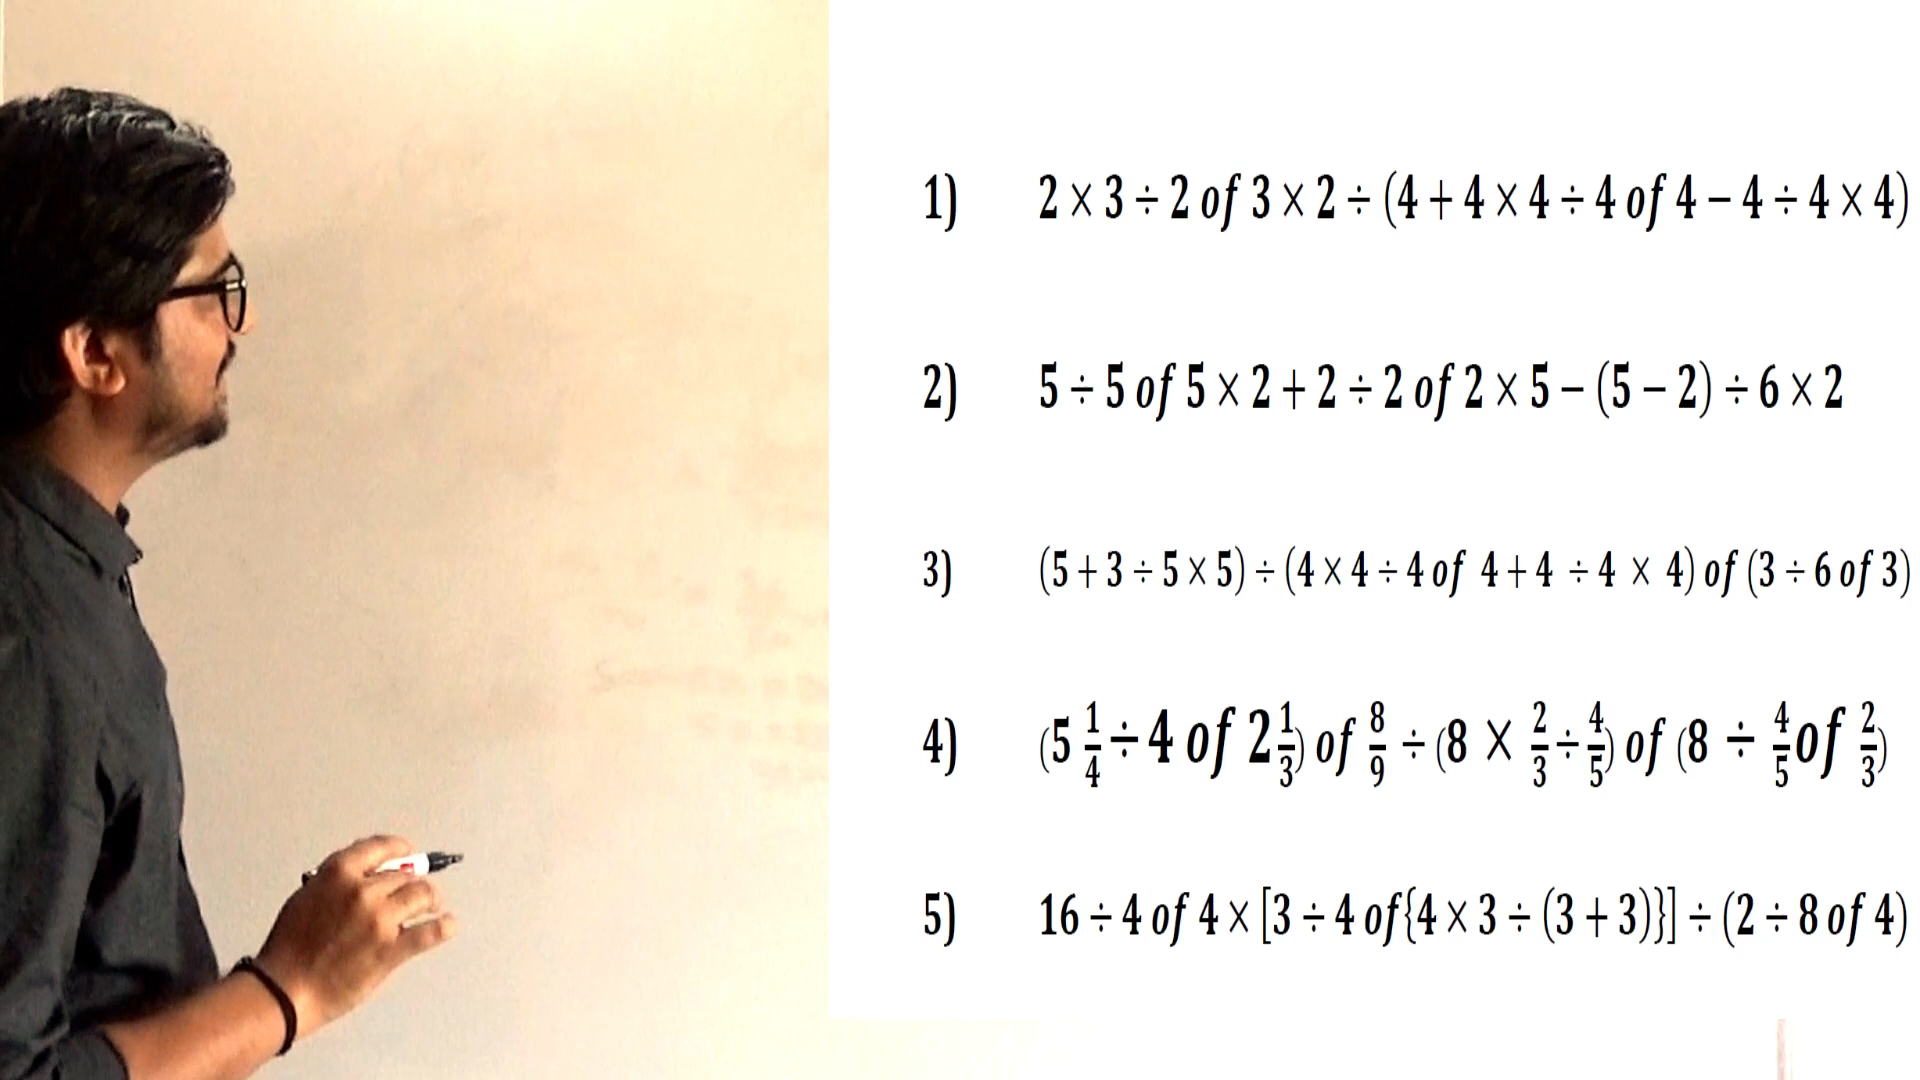 1) 2 × 3 ÷ 2 of 3 × 2 ÷ (4 + 4 × 4 ÷ 4 of 4 − 4 ÷ 4 × 4)
2) 5 ÷ 5 of 5 × 2 + 2 ÷ 2 of 2 × 5 − (5 − 2) ÷ 6 × 2
3) (5 + 3 ÷ 5 × 5) ÷ (4 × 4 ÷ 4 of 4 + 4 ÷ 4 × 4) of (3 ÷ 6 of 3)
4) (5 1/4 ÷ 4 of 2 1/3) of 8/9 ÷ (8 × 2/3 ÷ 4/5) of (8 ÷ 4/5 of 2/3)
5) 16 ÷ 4 of 4 × [3 ÷ 4 of{4 × 3 ÷ (3 + 3)}] ÷ (2 ÷ 8 of 4)